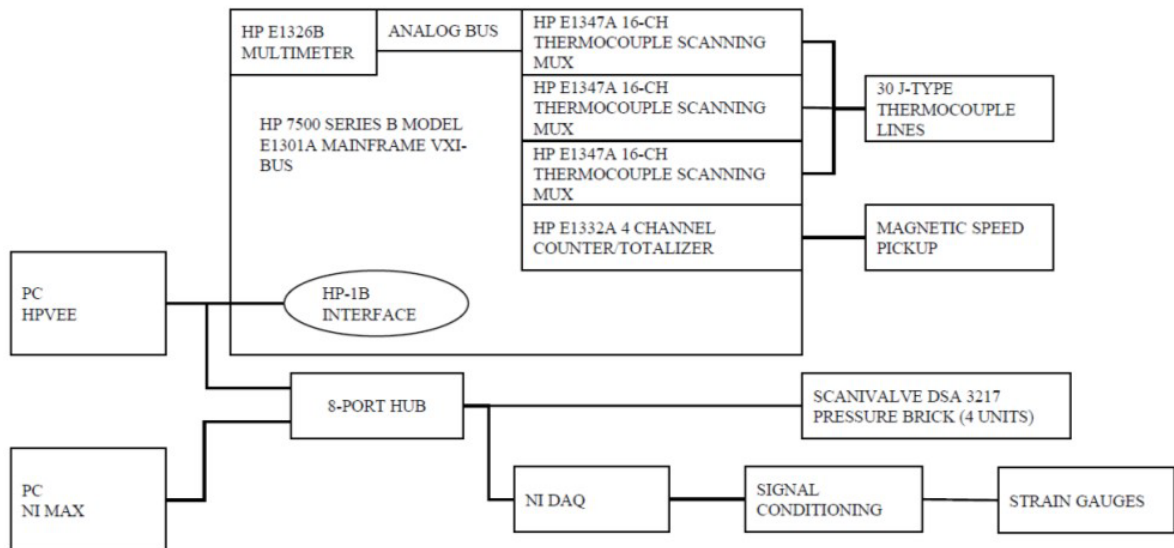 HP E1326B
MULTIMETER
ANALOG BUS
HP E1347A 16-CH
THERMOCOUPLE SCANNING
MUX
HP E1347A 16-CH
THERMOCOUPLE SCANNING
MUX
HP E1347A 16-CH
THERMOCOUPLE SCANNING
MUX
30 J-TYPE
THERMOCOUPLE
LINES
HP 7500 SERIES B MODEL
E1301A MAINFRAME VXI-
BUS
HP E1332A 4 CHANNEL
COUNTER/TOTALIZER
MAGNETIC SPEED
PICKUP
PC
HPVEE
HP-1B
INTERFACE
8-PORT HUB
SCANIVALVE DSA 3217
PRESSURE BRICK (4 UNITS)
PC
NI MAX
NI DAQ
SIGNAL
CONDITIONING
STRAIN GAUGES